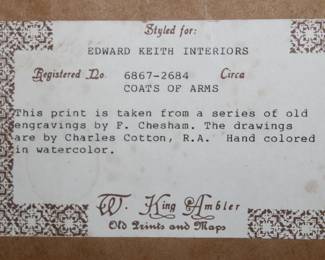 Styled for:
EDWARD KEITH INTERIORS
Registered No. 6867-2684 Circa
COATS OF ARMS
This print is taken from a series of old
engravings by F. Chesham. The drawings
are by Charles Cotton, R.A. Hand colored
in watercolor.
W. King Ambler
Old Prints and Maps